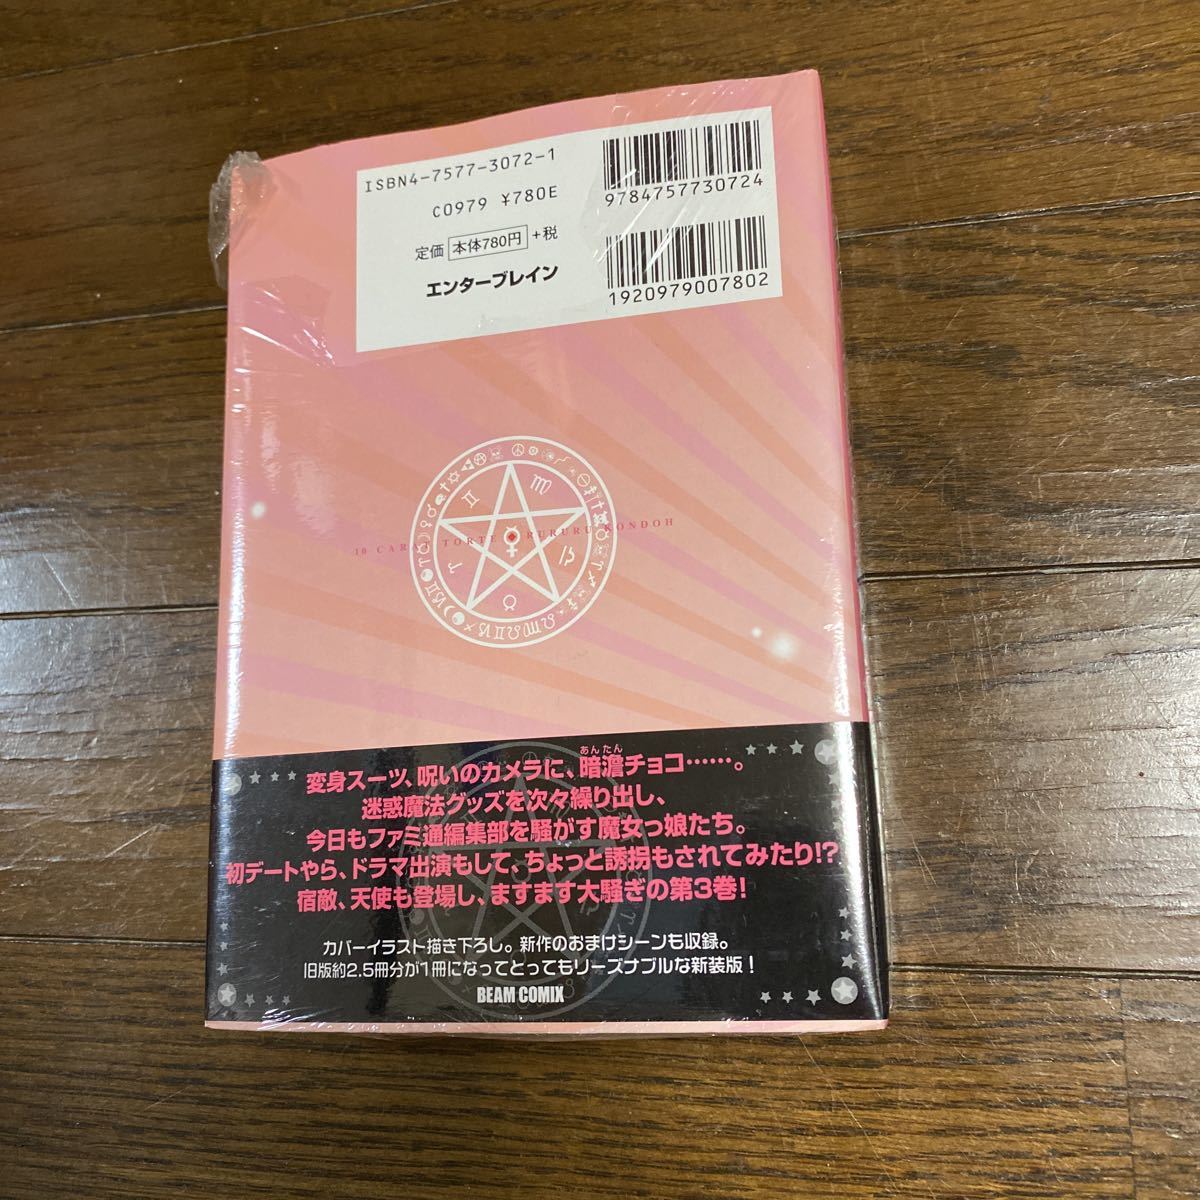 ISBN4-7577-3072-1
C0979 ¥780E
定価 本体780円 +税
エンターブレイン
9784757730724
1920979007802
10 CARAT TORTE RURURU KONDOH
あんたん
変身スーツ、呪いのカメラに、暗澹チョコ……。
迷惑魔法グッズを次々繰り出し、
今日もファミ通編集部を騒がす魔女っ娘たち。
初デートやら、ドラマ出演もして、ちょっと誘拐もされてみたり!?
宿敵、天使も登場し、ますます大騒ぎの第3巻！
カバーイラスト描き下ろし。新作のおまけシーンも収録。
旧版約2.5冊分が1冊になってとってもリーズナブルな新装版！
BEAM COMIX